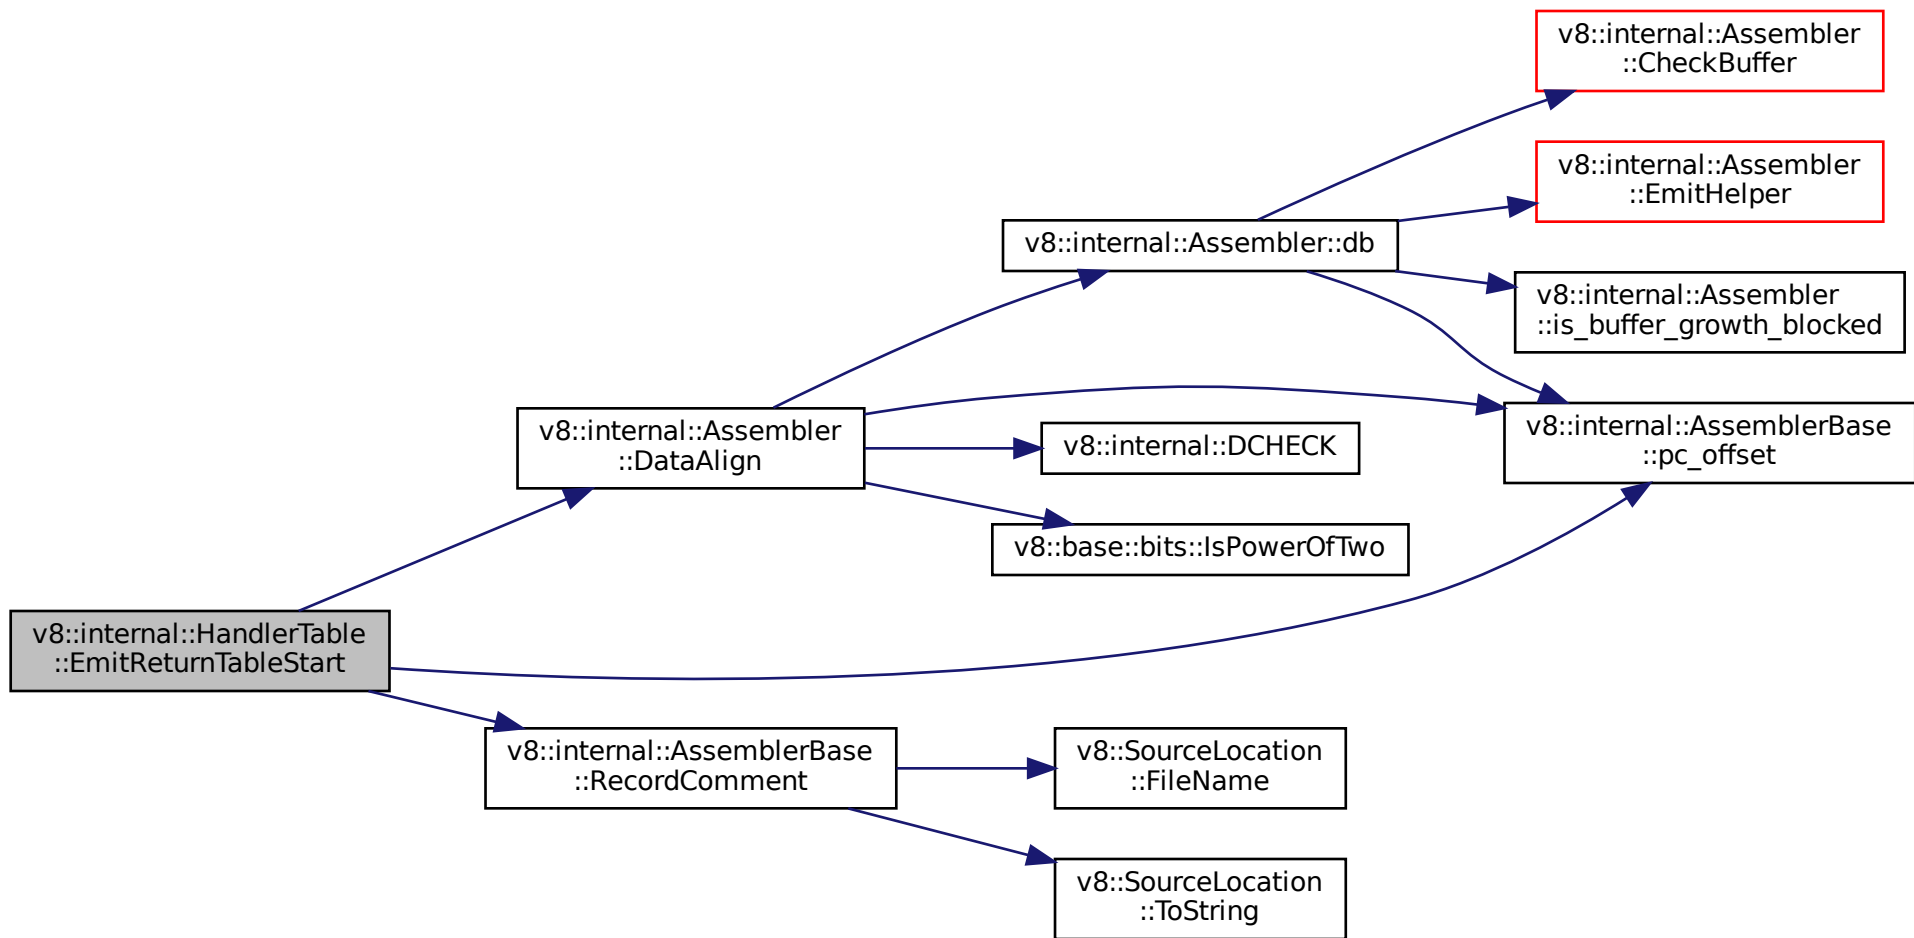 v8::internal::Assembler
::CheckBuffer
v8::internal::Assembler
::EmitHelper
v8::internal::Assembler::db
v8::internal::Assembler
::is_buffer_growth_blocked
v8::internal::Assembler
::DataAlign
v8::internal::DCHECK
v8::internal::AssemblerBase
::pc_offset
v8::base::bits::IsPowerOfTwo
v8::internal::HandlerTable
::EmitReturnTableStart
v8::internal::AssemblerBase
::RecordComment
v8::SourceLocation
::FileName
v8::SourceLocation
::ToString